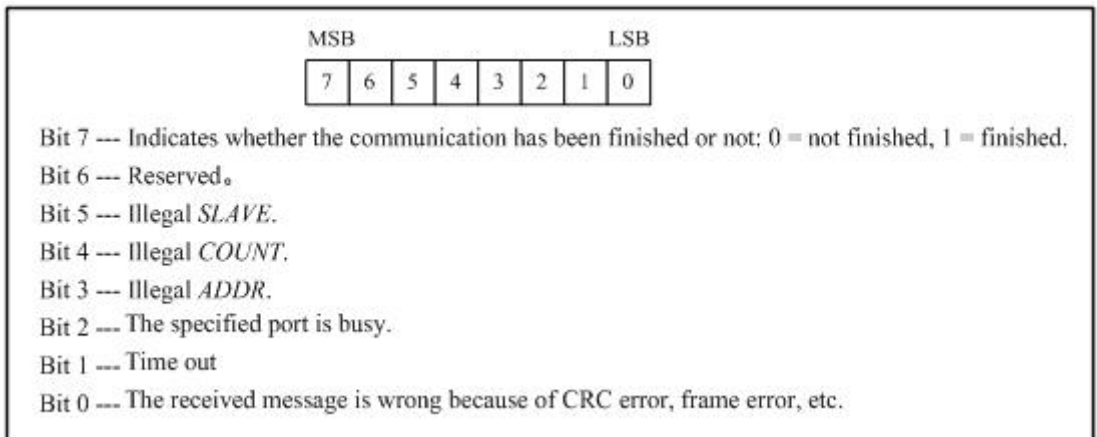 MSB LSB
7 6 5 4 3 2 1 0
Bit 7 --- Indicates whether the communication has been finished or not: 0 = not finished, 1 = finished.
Bit 6 --- Reserved。
Bit 5 --- Illegal SLAVE.
Bit 4 --- Illegal COUNT.
Bit 3 --- Illegal ADDR.
Bit 2 --- The specified port is busy.
Bit 1 --- Time out
Bit 0 --- The received message is wrong because of CRC error, frame error, etc.